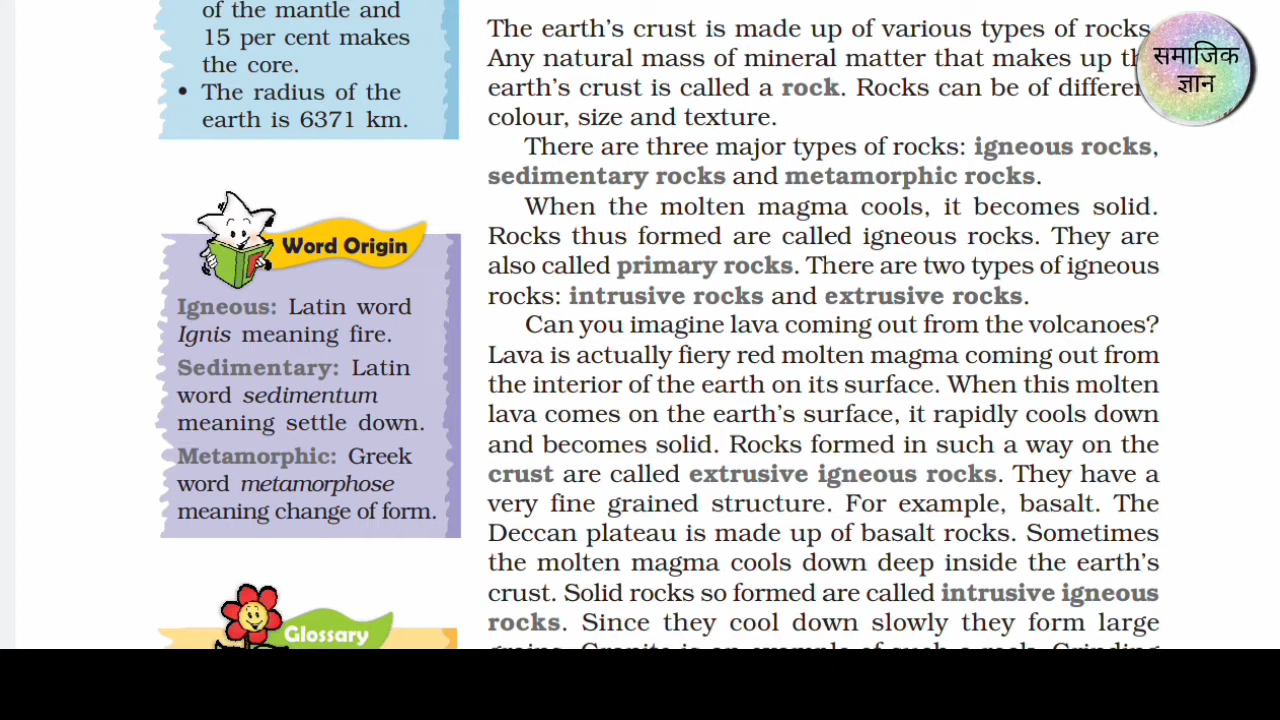 of the mantle and
15 per cent makes
the core.
• The radius of the
earth is 6371 km.
Word Origin
Igneous: Latin word
Ignis meaning fire.
Sedimentary: Latin
word sedimentum
meaning settle down.
Metamorphic: Greek
word metamorphose
meaning change of form.
Glossary
The earth's crust is made up of various types of rocks.
Any natural mass of mineral matter that makes up
earth's crust is called a rock. Rocks can be of
colour, size and texture.
There are three major types of rocks: igneous rocks,
sedimentary rocks and metamorphic rocks.
When the molten magma cools, it becomes solid.
Rocks thus formed are called igneous rocks. They are
also called primary rocks. There are two types of igneous
rocks: intrusive rocks and extrusive rocks.
Can you imagine lava coming out from the volcanoes?
Lava is actually fiery red molten magma coming out from
the interior of the earth on its surface. When this molten
lava comes on the earth's surface, it rapidly cools down
and becomes solid. Rocks formed in such a way on the
crust are called extrusive igneous rocks. They have a
very fine grained structure. For example, basalt. The
Deccan plateau is made up of basalt rocks. Sometimes
the molten magma cools down deep inside the earth's
crust. Solid rocks so formed are called intrusive igneous
rocks. Since they cool down slowly they form large
समाजिक
ज्ञान